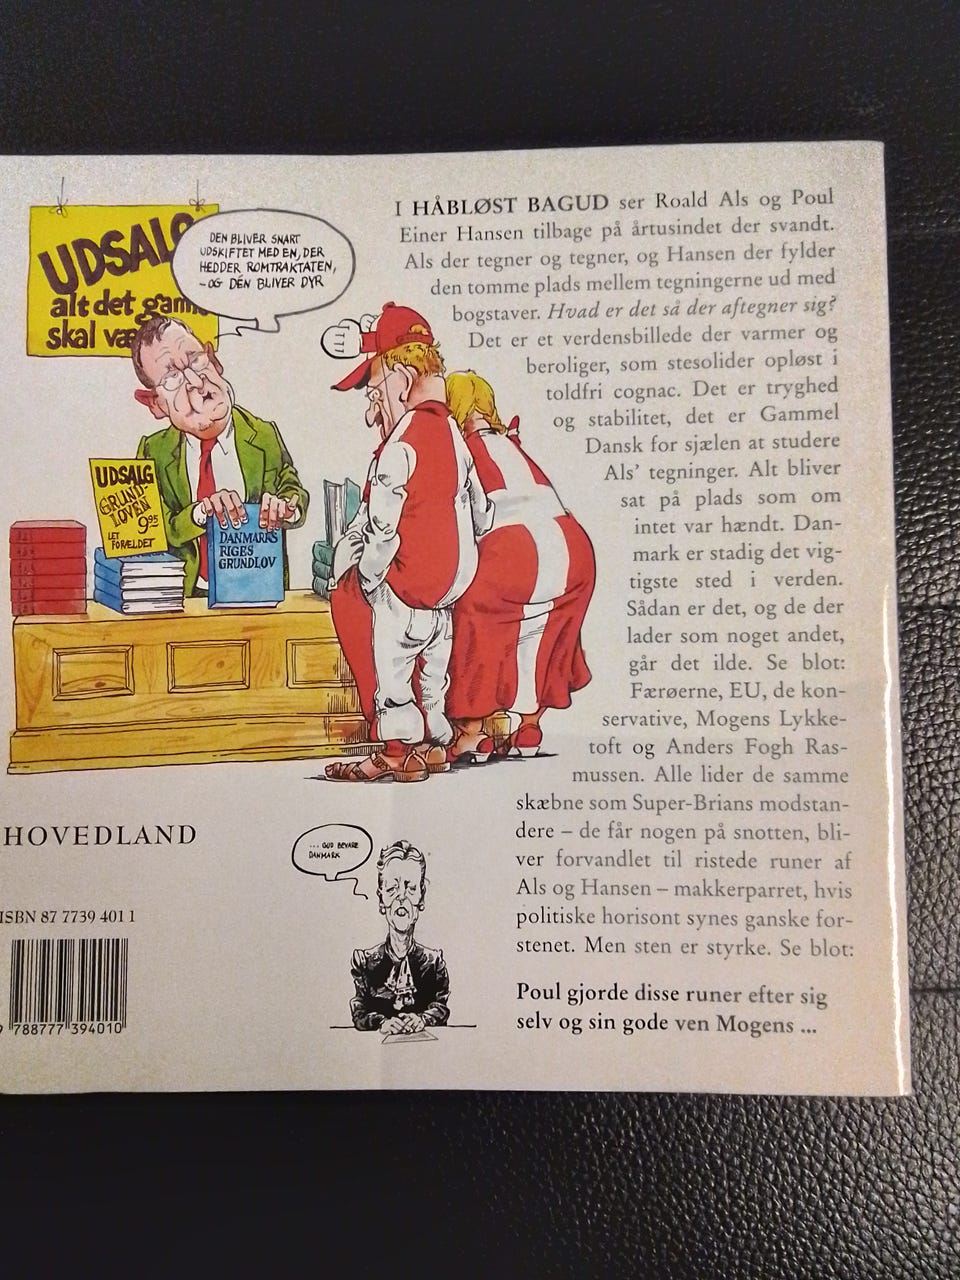 UDSALG
alt det gam
skal væ
DEN BLIVER SNART
UDSKIFTET MED EN, DER
HEDDER ROMTRAKTATEN,
- OG DÉN BLIVER DYR
UDSALG
GRUND-
LOVEN
9.95
LET
FORÆLDET
DANMARKS
RIGES
GRUNDLOV
I HÅBLØST BAGUD ser Roald Als og Poul
Einer Hansen tilbage på årtusindet der svandt.
Als der tegner og tegner, og Hansen der fylder
den tomme plads mellem tegningerne ud med
bogstaver. Hvad er det så der aftegner sig?
Det er et verdensbillede der varmer og
beroliger, som stesolider opløst i
toldfri cognac. Det er tryghed
og stabilitet, det er Gammel
Dansk for sjælen at studere
Als' tegninger. Alt bliver
sat på plads som om
intet var hændt. Dan-
mark er stadig det vig-
tigste sted i verden.
Sådan er det, og de der
lader som noget andet,
går det ilde. Se blot:
Færøerne, EU, de kon-
servative, Mogens Lykke-
toft og Anders Fogh Ras-
mussen. Alle lider de samme
skæbne som Super-Brians modstan-
dere – de får nogen på snotten, bli-
ver forvandlet til ristede runer af
Als og Hansen – makkerparret, hvis
politiske horisont synes ganske for-
stenet. Men sten er styrke. Se blot:
Poul gjorde disse runer efter sig
selv og sin gode ven Mogens ...
HOVEDLAND
... GUD BEVARE
DANMARK
ISBN 87 7739 401 1
9 788777 394010